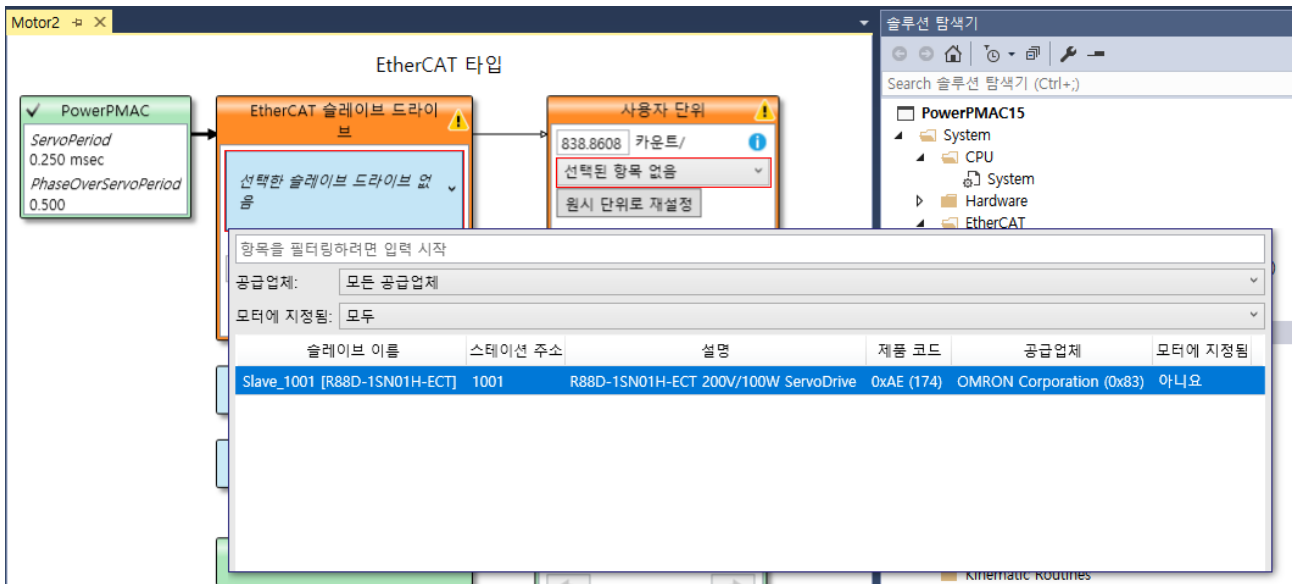 Motor2
솔루션 탐색기
EtherCAT 타입
Search 솔루션 탐색기 (Ctrl+;)
PowerPMAC
ServoPeriod
0.250 msec
PhaseOverServoPeriod
0.500
EtherCAT 슬레이브 드라이
브
선택한 슬레이브 드라이브 없
음
사용자 단위
838.8608 카운트/
선택된 항목 없음
원시 단위로 재설정
PowerPMAC15
System
CPU
System
Hardware
EtherCAT
항목을 필터링하려면 입력 시작
공급업체: 모든 공급업체
모터에 지정됨: 모두
슬레이브 이름 스테이션 주소 설명 제품 코드 공급업체 모터에 지정됨
Slave_1001 [R88D-1SN01H-ECT] 1001 R88D-1SN01H-ECT 200V/100W ServoDrive 0xAE (174) OMRON Corporation (0x83) 아니요
Kinematic Routines